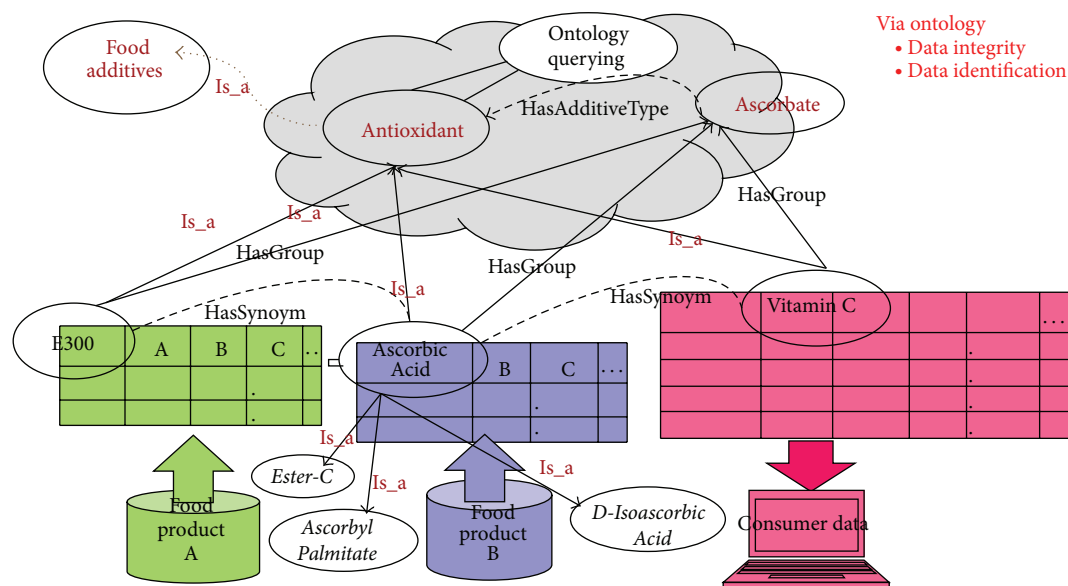 Food
additives
Ontology
querying
Via ontology
• Data integrity
• Data identification
Is_a
Antioxidant
HasAdditiveType
Ascorbate
HasGroup
Is_a
Is_a
Is_a
HasGroup
HasGroup
Is_a
HasSynoym
HasSynoym
E300
A
B
C
. .
Ascorbic
Acid
B
C
. . .
Vitamin C
. . .
Is_a
Ester-C
Is_a
Is_a
Food
product
A
Ascorbyl
Palmitate
Food
product
B
D-Isoascorbic
Acid
Consumer data